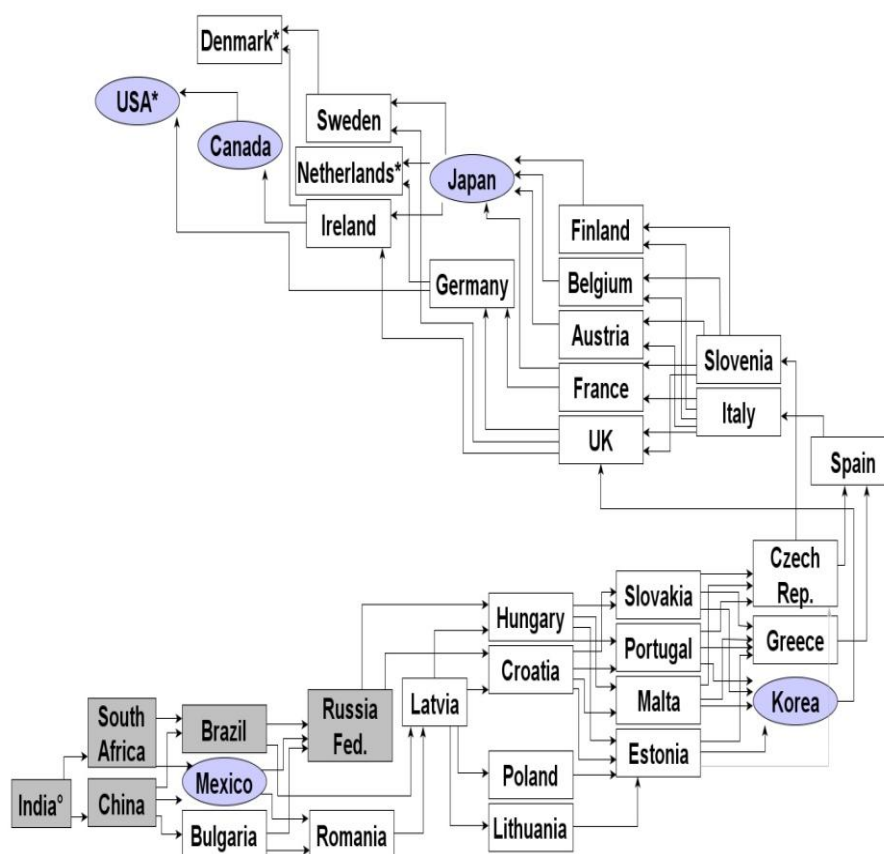 Denmark*
USA*
Sweden
Canada
Netherlands*
Japan
Ireland
Finland
Germany
Belgium
Austria
Slovenia
France
Italy
UK
Spain
Czech
Rep.
Slovakia
Hungary
Portugal
Greece
Croatia
Malta
Korea
Latvia
Russia
Fed.
South
Africa
Brazil
Estonia
Mexico
Poland
India°
China
Bulgaria
Romania
Lithuania